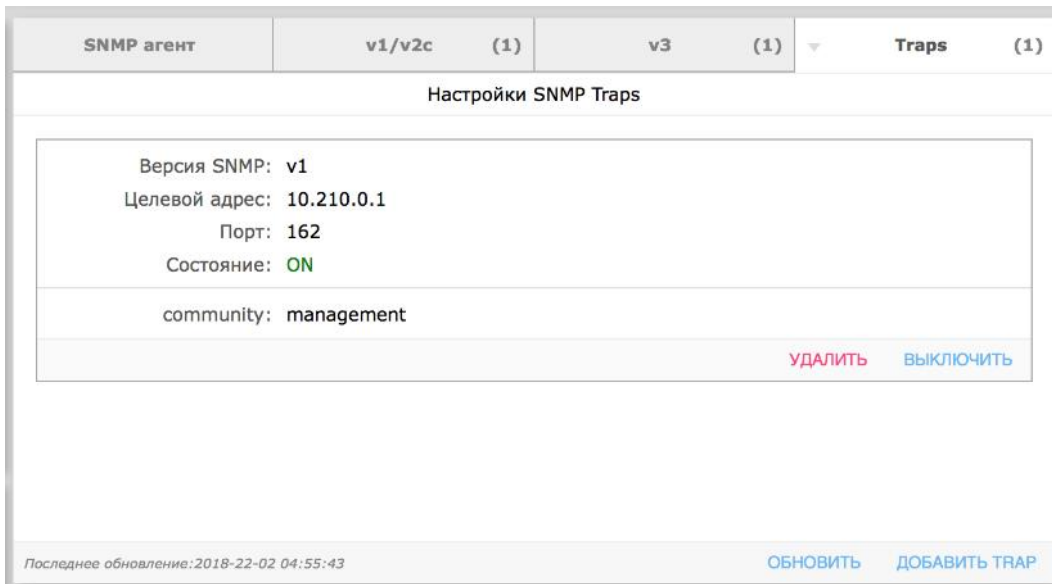 SNMP агент v1/v2c (1) v3 (1) Traps (1)
Настройки SNMP Traps
Версия SNMP: v1
Целевой адрес: 10.210.0.1
Порт: 162
Состояние: ON
community: management
УДАЛИТЬ ВЫКЛЮЧИТЬ
Последнее обновление:2018-22-02 04:55:43 ОБНОВИТЬ ДОБАВИТЬ TRAP